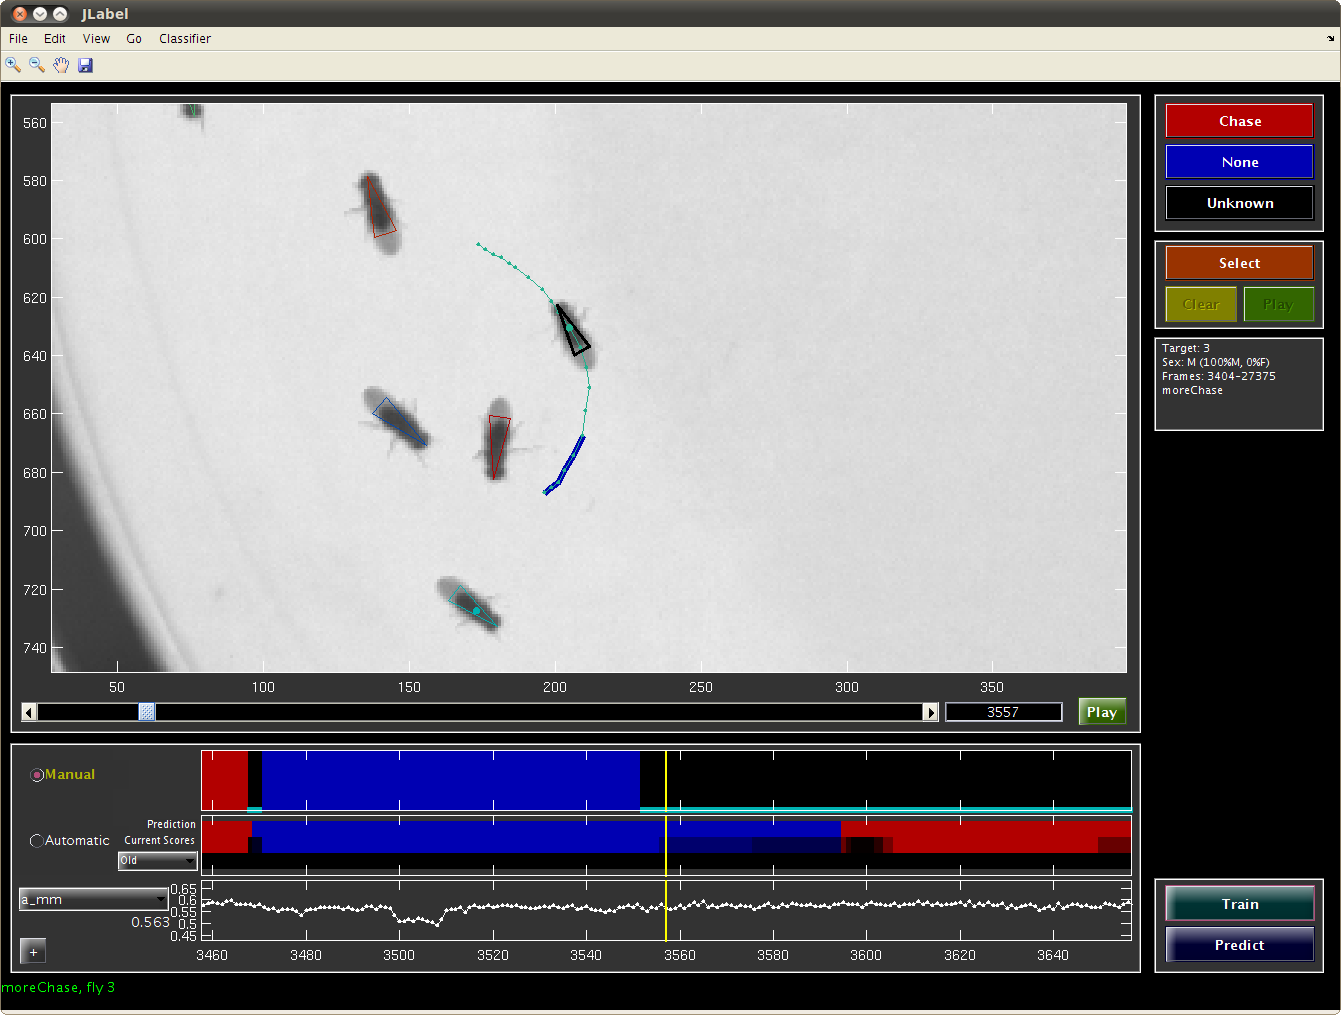 JLabel
File Edit View Go Classifier
560
580
600
620
640
660
680
700
720
740
50 100 150 200 250 300 350
3557 Play
Chase
None
Unknown
Select
Clear Play
Target: 3
Sex: M (100%M, 0%F)
Frames: 3404-27375
moreChase
Manual
Prediction
Automatic Current Scores
Old
a_mm
0.563
0.65
0.6
0.55
0.5
0.45
+
3460 3480 3500 3520 3540 3560 3580 3600 3620 3640
Train
Predict
moreChase, fly 3